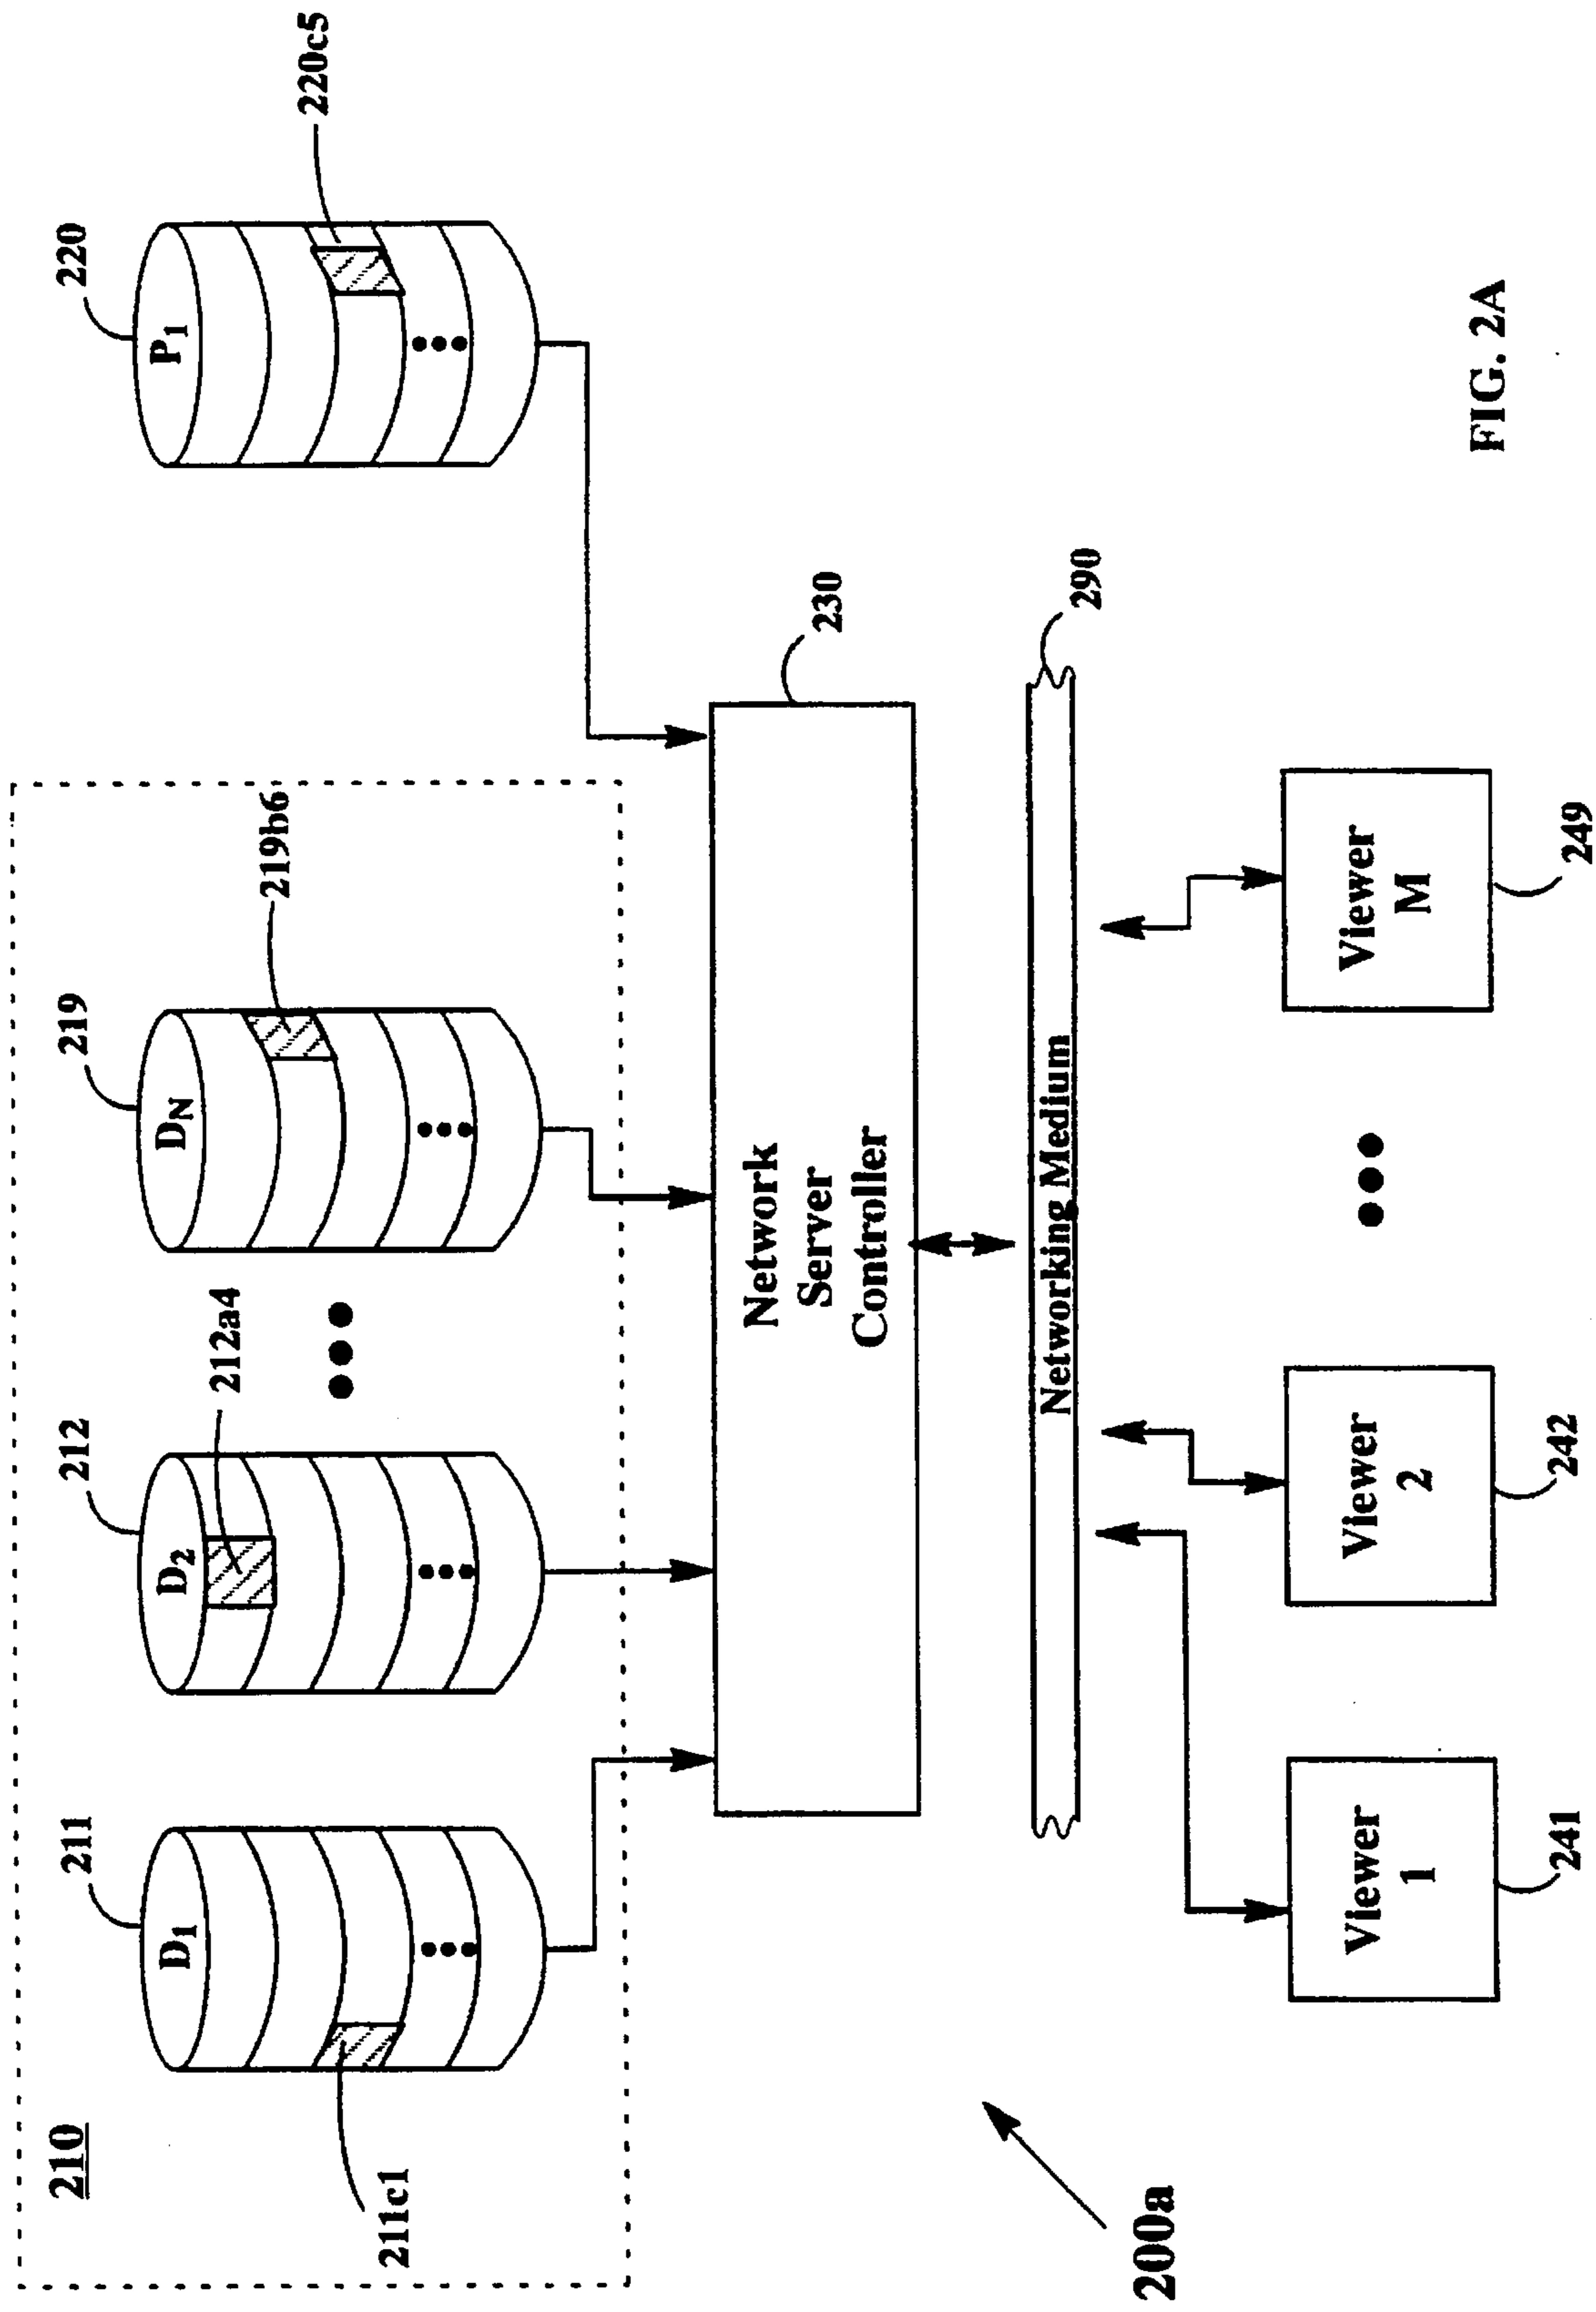 210
211
212
219
220
D1
D2
DN
P1
211c1
212a4
219b6
220c5
Network
Server
Controller
230
Networking Medium
290
200a
Viewer
1
241
Viewer
2
242
Viewer
M
249
FIG. 2A